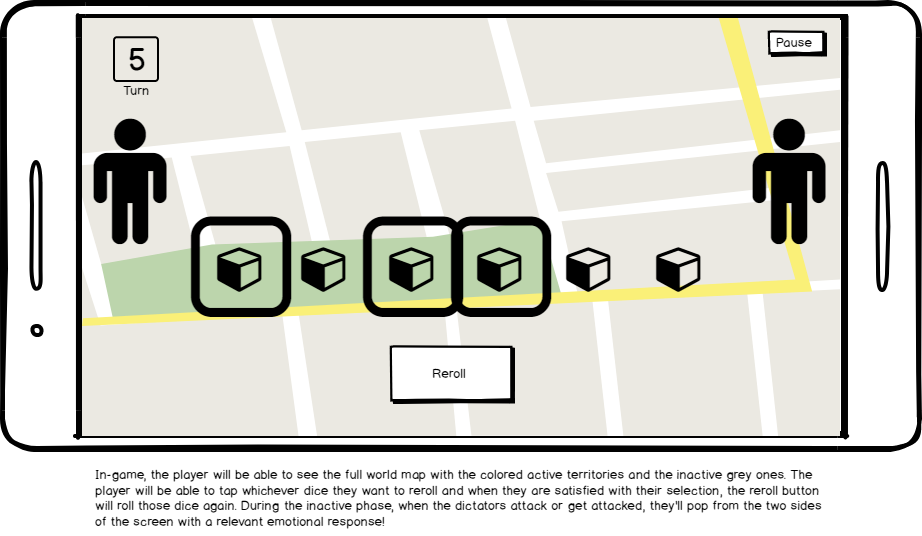 5
Turn
Pause
Reroll
In-game, the player will be able to see the full world map with the colored active territories and the inactive grey ones. The
player will be able to tap whichever dice they want to reroll and when they are satisfied with their selection, the reroll button
will roll those dice again. During the inactive phase, when the dictators attack or get attacked, they'll pop from the two sides
of the screen with a relevant emotional response!